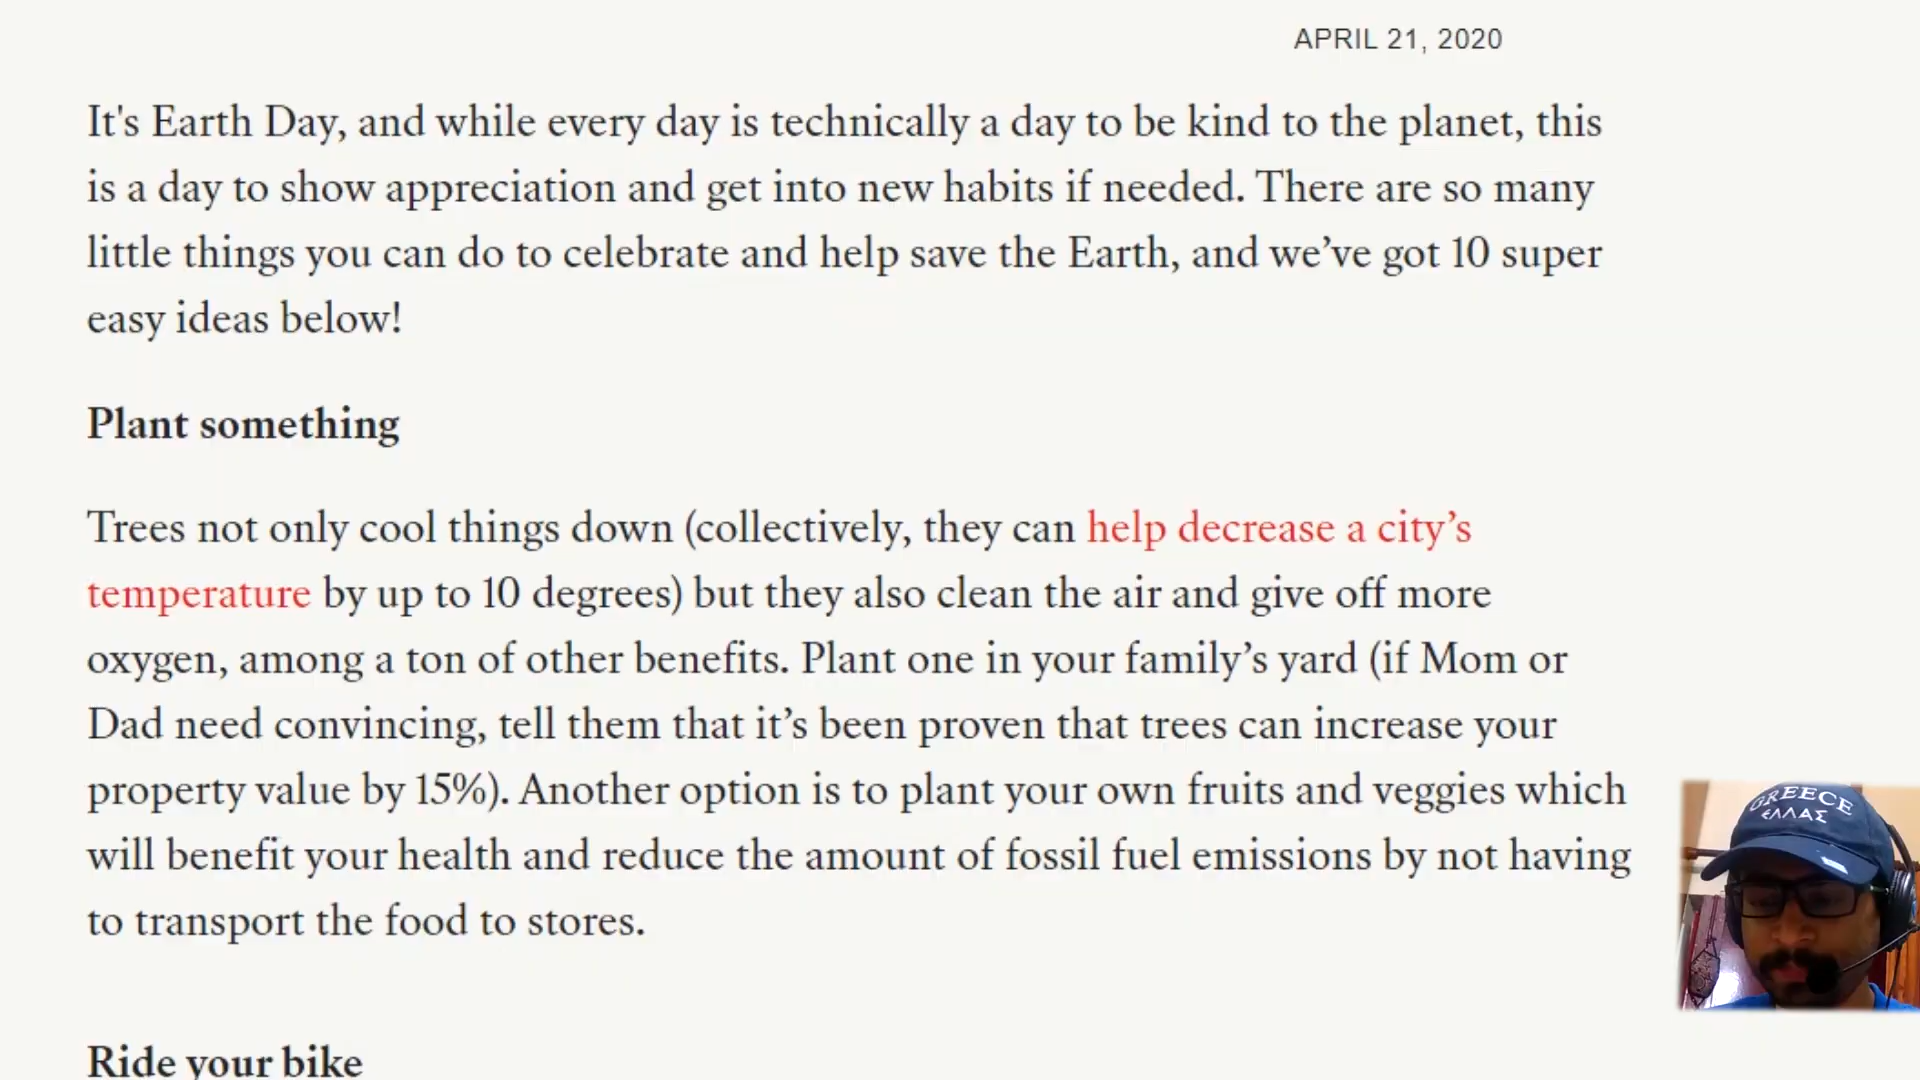 APRIL 21, 2020
It's Earth Day, and while every day is technically a day to be kind to the planet, this
is a day to show appreciation and get into new habits if needed. There are so many
little things you can do to celebrate and help save the Earth, and we’ve got 10 super
easy ideas below!
Plant something
Trees not only cool things down (collectively, they can help decrease a city’s
temperature by up to 10 degrees) but they also clean the air and give off more
oxygen, among a ton of other benefits. Plant one in your family’s yard (if Mom or
Dad need convincing, tell them that it’s been proven that trees can increase your
property value by 15%). Another option is to plant your own fruits and veggies which
will benefit your health and reduce the amount of fossil fuel emissions by not having
to transport the food to stores.
GREECE
ΕΛΛΑΣ
Ride your bike